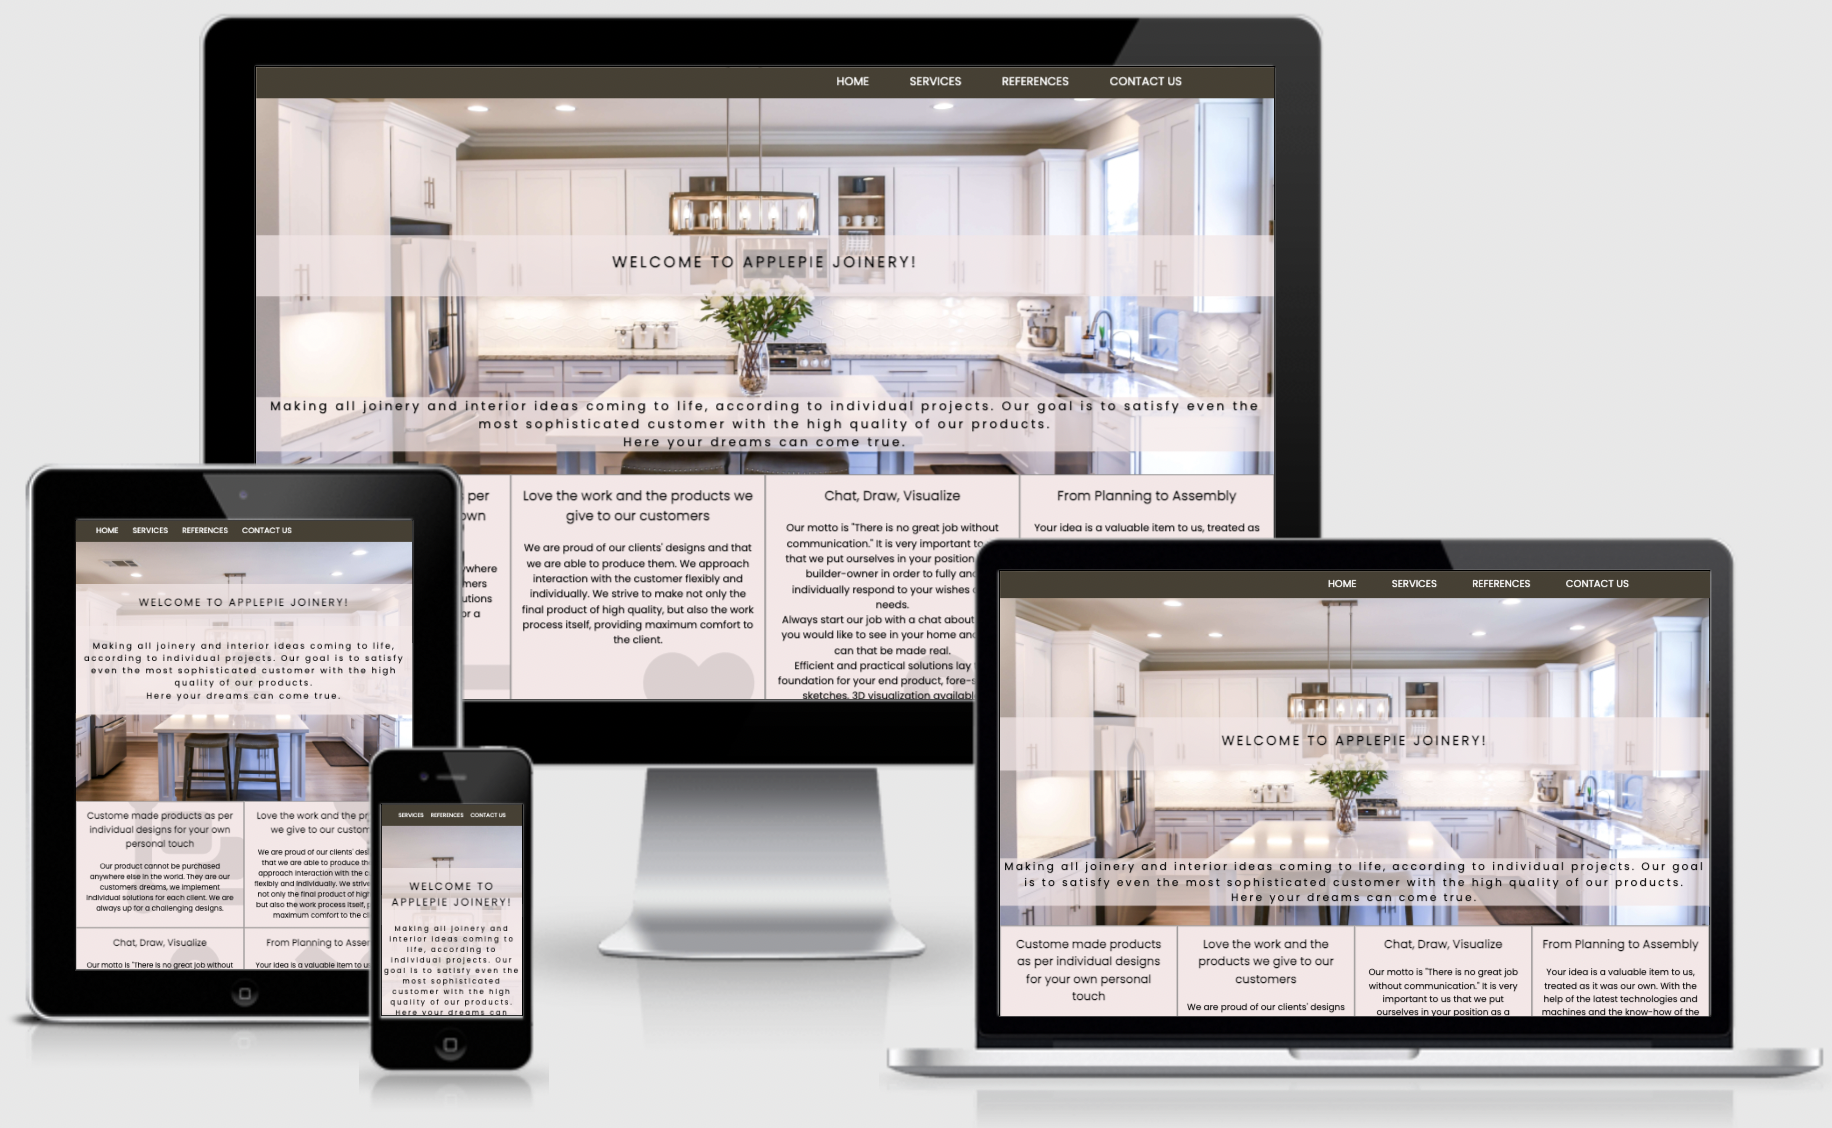 HOME SERVICES REFERENCES CONTACT US
WELCOME TO APPLEPIE JOINERY!
Making all joinery and interior ideas coming to life, according to individual projects. Our goal is to satisfy even the
most sophisticated customer with the high quality of our products.
Here your dreams can come true.
per
own
ywhere
mers
utions
or a
Love the work and the products we
give to our customers
We are proud of our clients' designs and that
we are able to produce them. We approach
interaction with the customer flexibly and
individually. We strive to make not only the
final product of high quality, but also the work
process itself, providing maximum comfort to
the client.
Chat, Draw, Visualize
Our motto is "There is no great job without
communication." It is very important to
that we put ourselves in your position
builder-owner in order to fully and
individually respond to your wishes
needs.
Always start our job with a chat about
you would like to see in your home and
can that be made real.
Efficient and practical solutions lay
foundation for your end product, fore-s
sketches. 3D visualization available
From Planning to Assembly
Your idea is a valuable item to us, treated as
HOME SERVICES REFERENCES CONTACT US
WELCOME TO APPLEPIE JOINERY!
Making all joinery and interior ideas coming to life,
according to individual projects. Our goal is to satisfy
even the most sophisticated customer with the high
quality of our products.
Here your dreams can come true.
Custome made products as per
individual designs for your own
personal touch
Our product cannot be purchased
anywhere else in the world. They are our
customers dreams, we implement
individual solutions for each client. We are
always up for a challenging designs.
Love the work and the pr
we give to our custom
We are proud of our clients' desi
that we are able to produce the
approach interaction with the c
flexibly and individually. We strive
not only the final product of high
but also the work process itself, p
maximum comfort to the cli
Chat, Draw, Visualize
Our motto is "There is no great job without
From Planning to Assem
Your idea is a valuable item to u
SERVICES REFERENCES CONTACT US
WELCOME TO
APPLEPIE JOINERY!
Making all joinery and
interior ideas coming to
life, according to
individual projects. Our
goal is to satisfy even the
most sophisticated
customer with the high
quality of our products.
Here your dreams can
HOME SERVICES REFERENCES CONTACT US
WELCOME TO APPLEPIE JOINERY!
Making all joinery and interior ideas coming to life, according to individual projects. Our goal
is to satisfy even the most sophisticated customer with the high quality of our products.
Here your dreams can come true.
Custome made products
as per individual designs
for your own personal
touch
Love the work and the
products we give to our
customers
We are proud of our clients' designs
Chat, Draw, Visualize
Our motto is "There is no great job
without communication." It is very
important to us that we put
ourselves in your position as a
From Planning to Assembly
Your idea is a valuable item to us,
treated as it was our own. With the
help of the latest technologies and
machines and the know-how of the